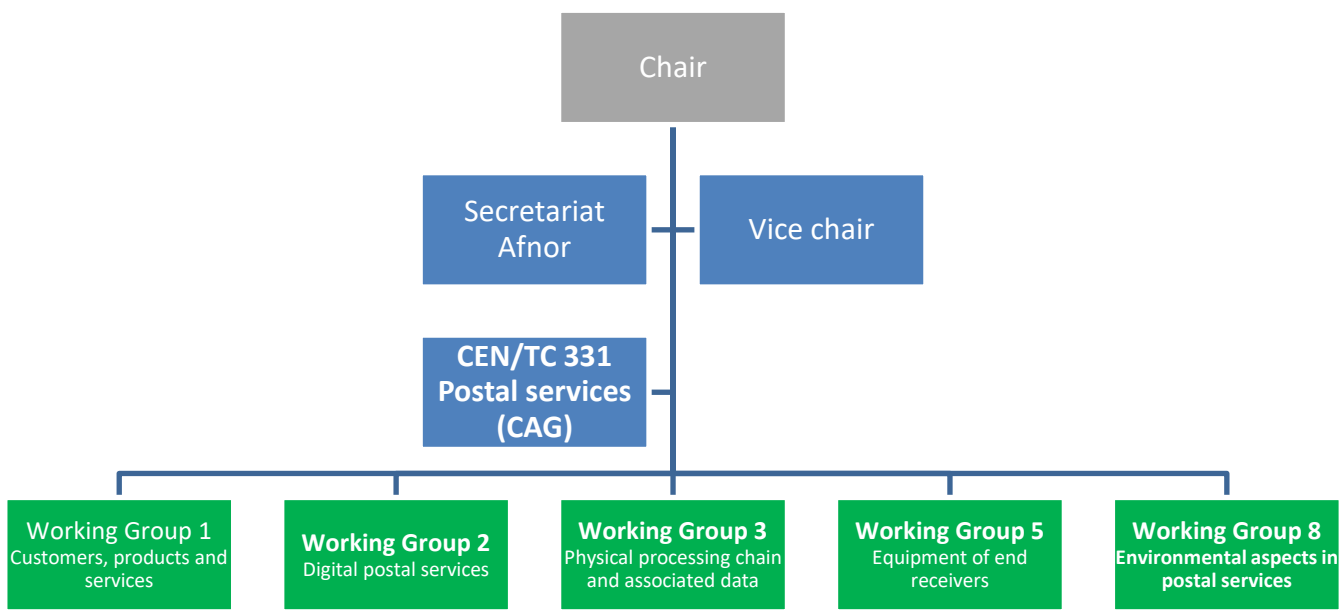 Chair
Secretariat
Afnor
Vice chair
CEN/TC 331
Postal services
(CAG)
Working Group 1
Customers, products and
services
Working Group 2
Digital postal services
Working Group 3
Physical processing chain
and associated data
Working Group 5
Equipment of end
receivers
Working Group 8
Environmental aspects in
postal services